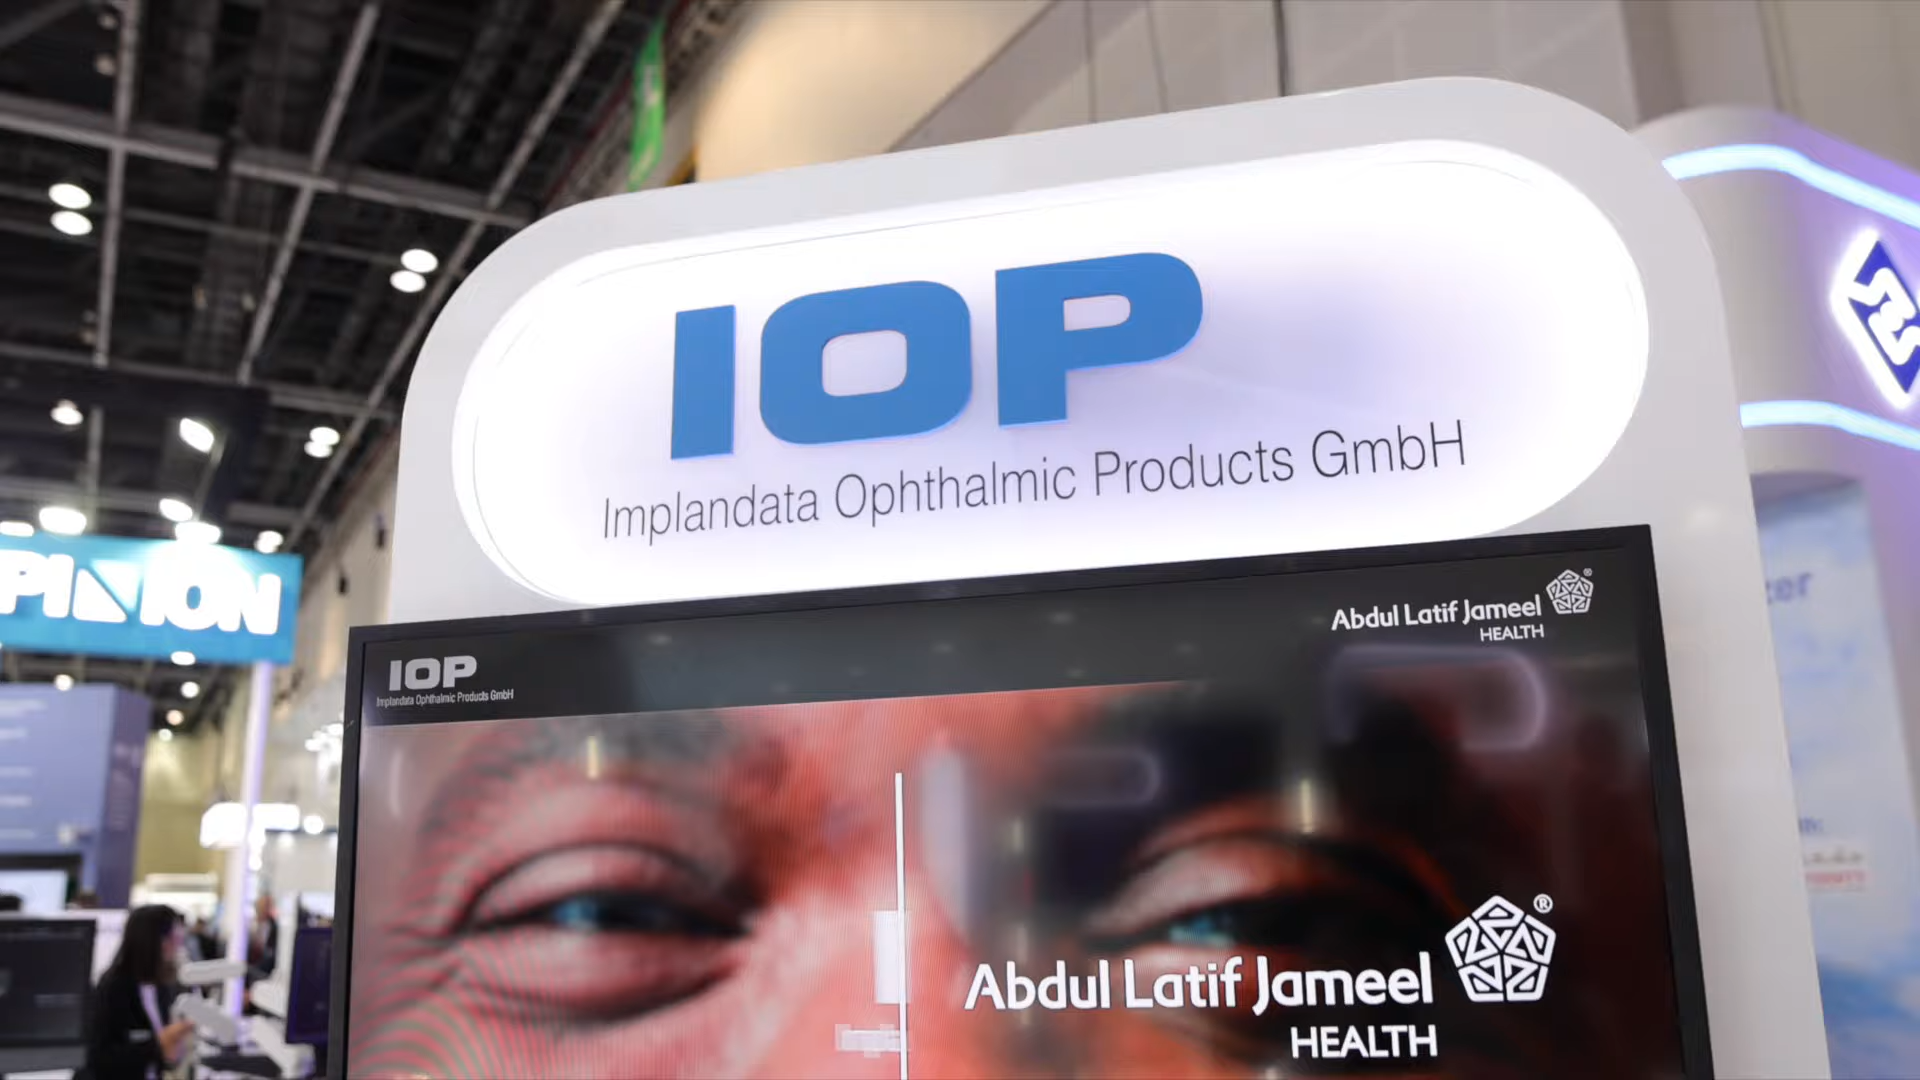 IOP
Implandata Ophthalmic Products GmbH
Abdul Latif Jameel
HEALTH
IOP
Implandata Ophthalmic Products GmbH
Abdul Latif Jameel
HEALTH